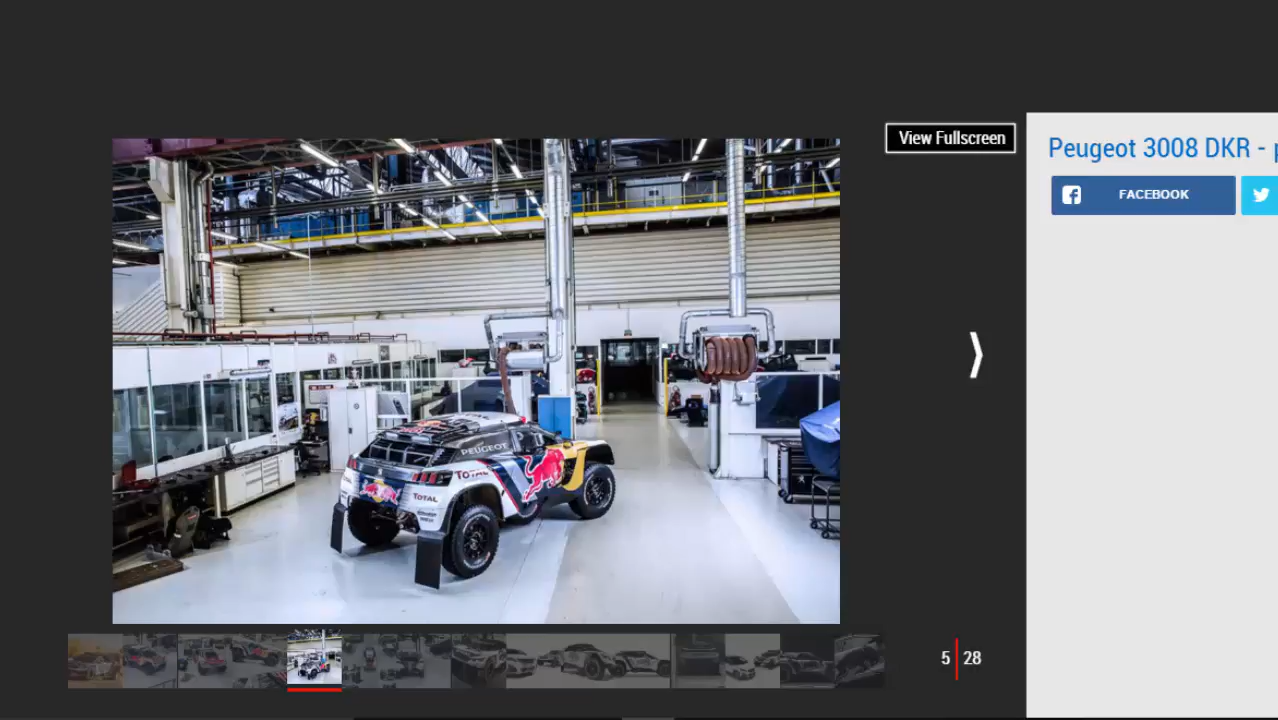 View Fullscreen
Peugeot 3008 DKR -
FACEBOOK
PEUGEOT
TOTAL
TOTAL
5 28